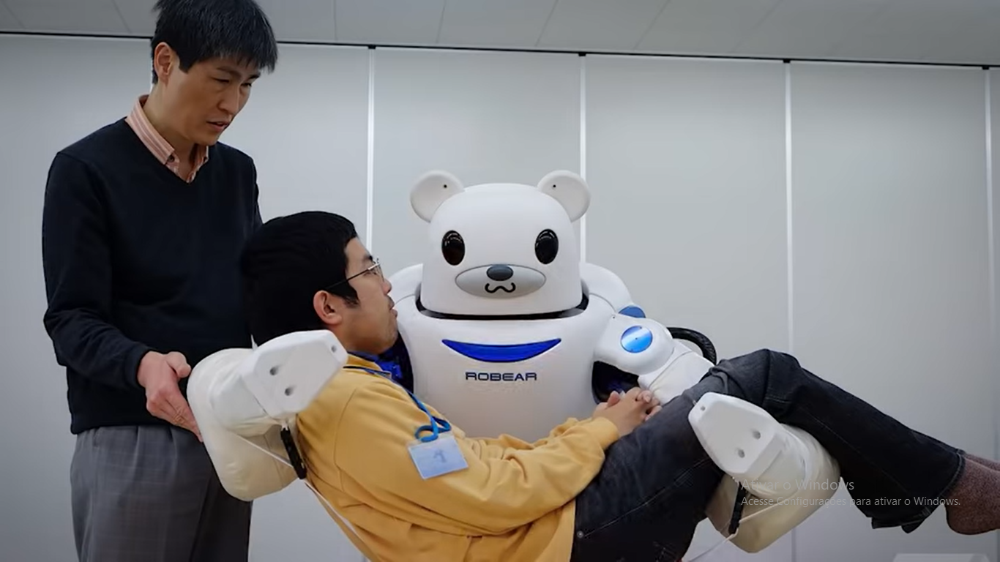 ROBEAR
Ativar o Windows
Acesse Configurações para ativar o Windows.